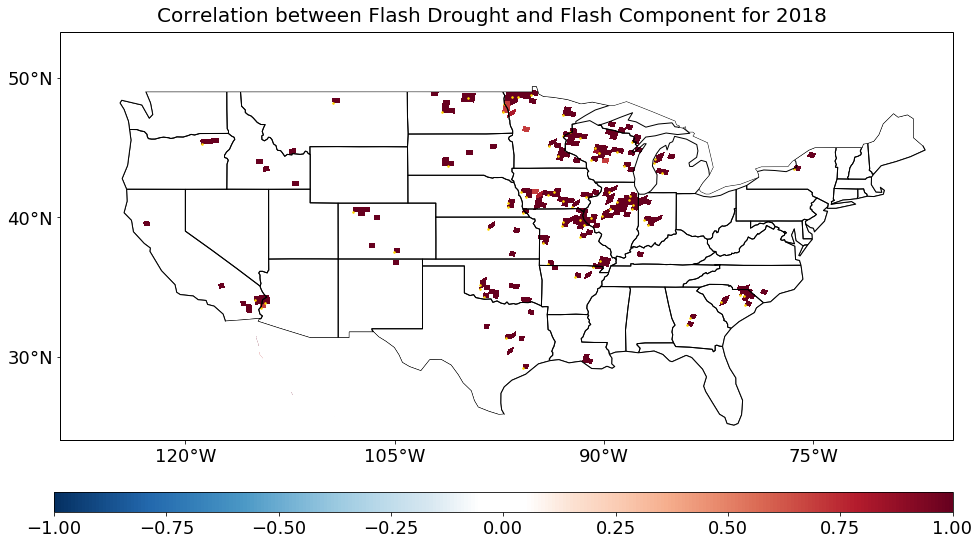 Correlation between Flash Drought and Flash Component for 2018
50°N
40°N
30°N
120°W 105°W 90°W 75°W
−1.00 −0.75 −0.50 −0.25 0.00 0.25 0.50 0.75 1.00